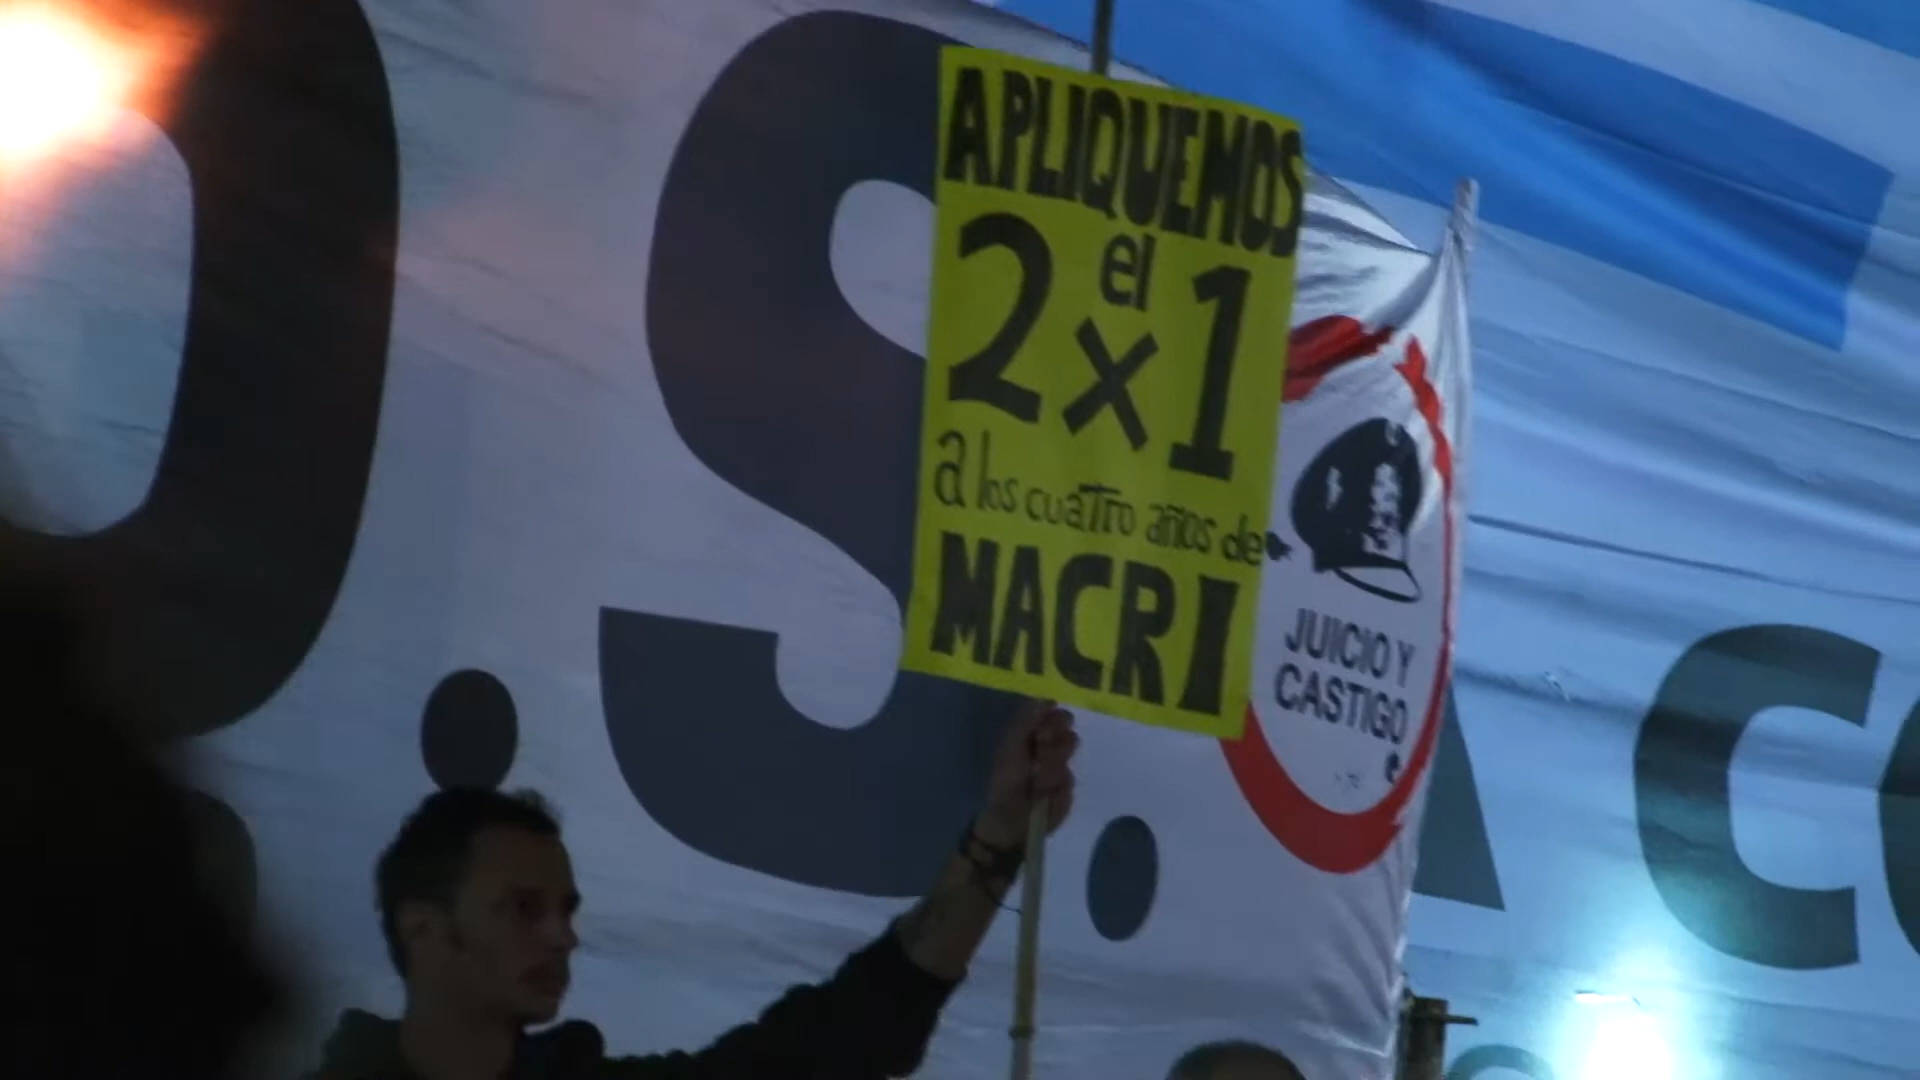 APLIQUEMOS
el
2x1
a los cuatro años de
MACRI
JUICIO Y
CASTIGO
.S.
C